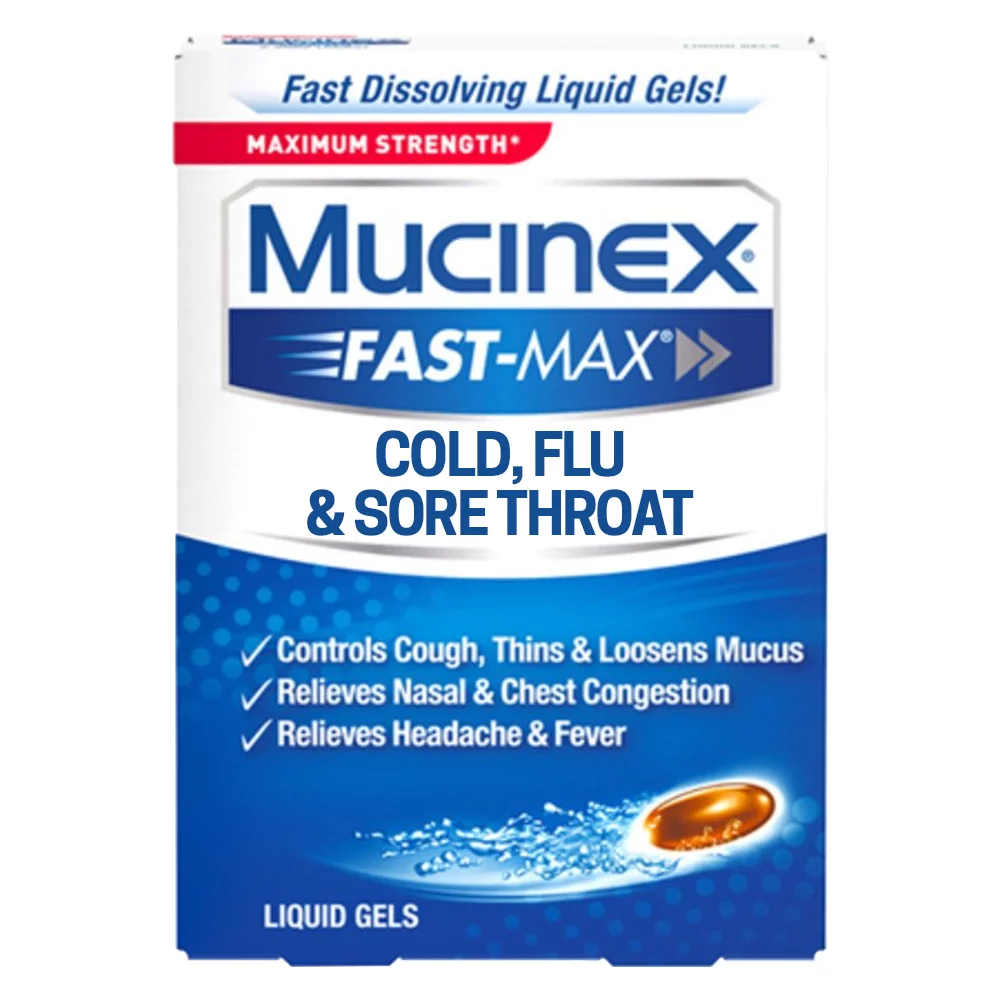 Fast Dissolving Liquid Gels!
MAXIMUM STRENGTH*
MUCINEX®
FAST-MAX®
COLD, FLU
& SORE THROAT
Controls Cough, Thins & Loosens Mucus
Relieves Nasal & Chest Congestion
Relieves Headache & Fever
LIQUID GELS